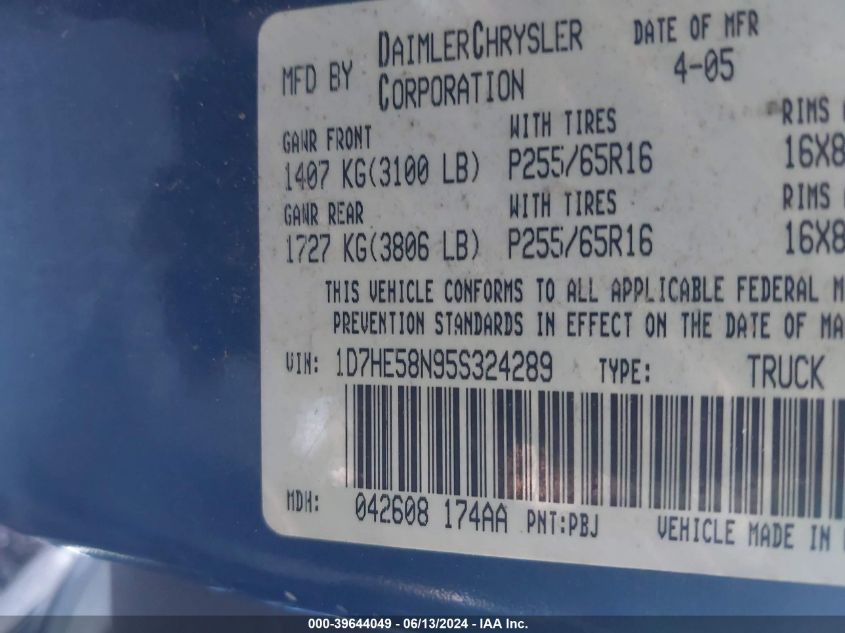 MFD BY DAIMLERCHRYSLER CORPORATION DATE OF MFR 4-05
GAWR FRONT WITH TIRES RIMS
1407 KG(3100 LB) P255/65R16 16X8
GAWR REAR WITH TIRES RIMS
1727 KG(3806 LB) P255/65R16 16X8
THIS VEHICLE CONFORMS TO ALL APPLICABLE FEDERAL M
PREVENTION STANDARDS IN EFFECT ON THE DATE OF MA
VIN: 1D7HE58N95S324289 TYPE: TRUCK
MDH: 042608 174AA PNT:PBJ VEHICLE MADE IN
000-39644049 / 06/13/2024 - IAA Inc.